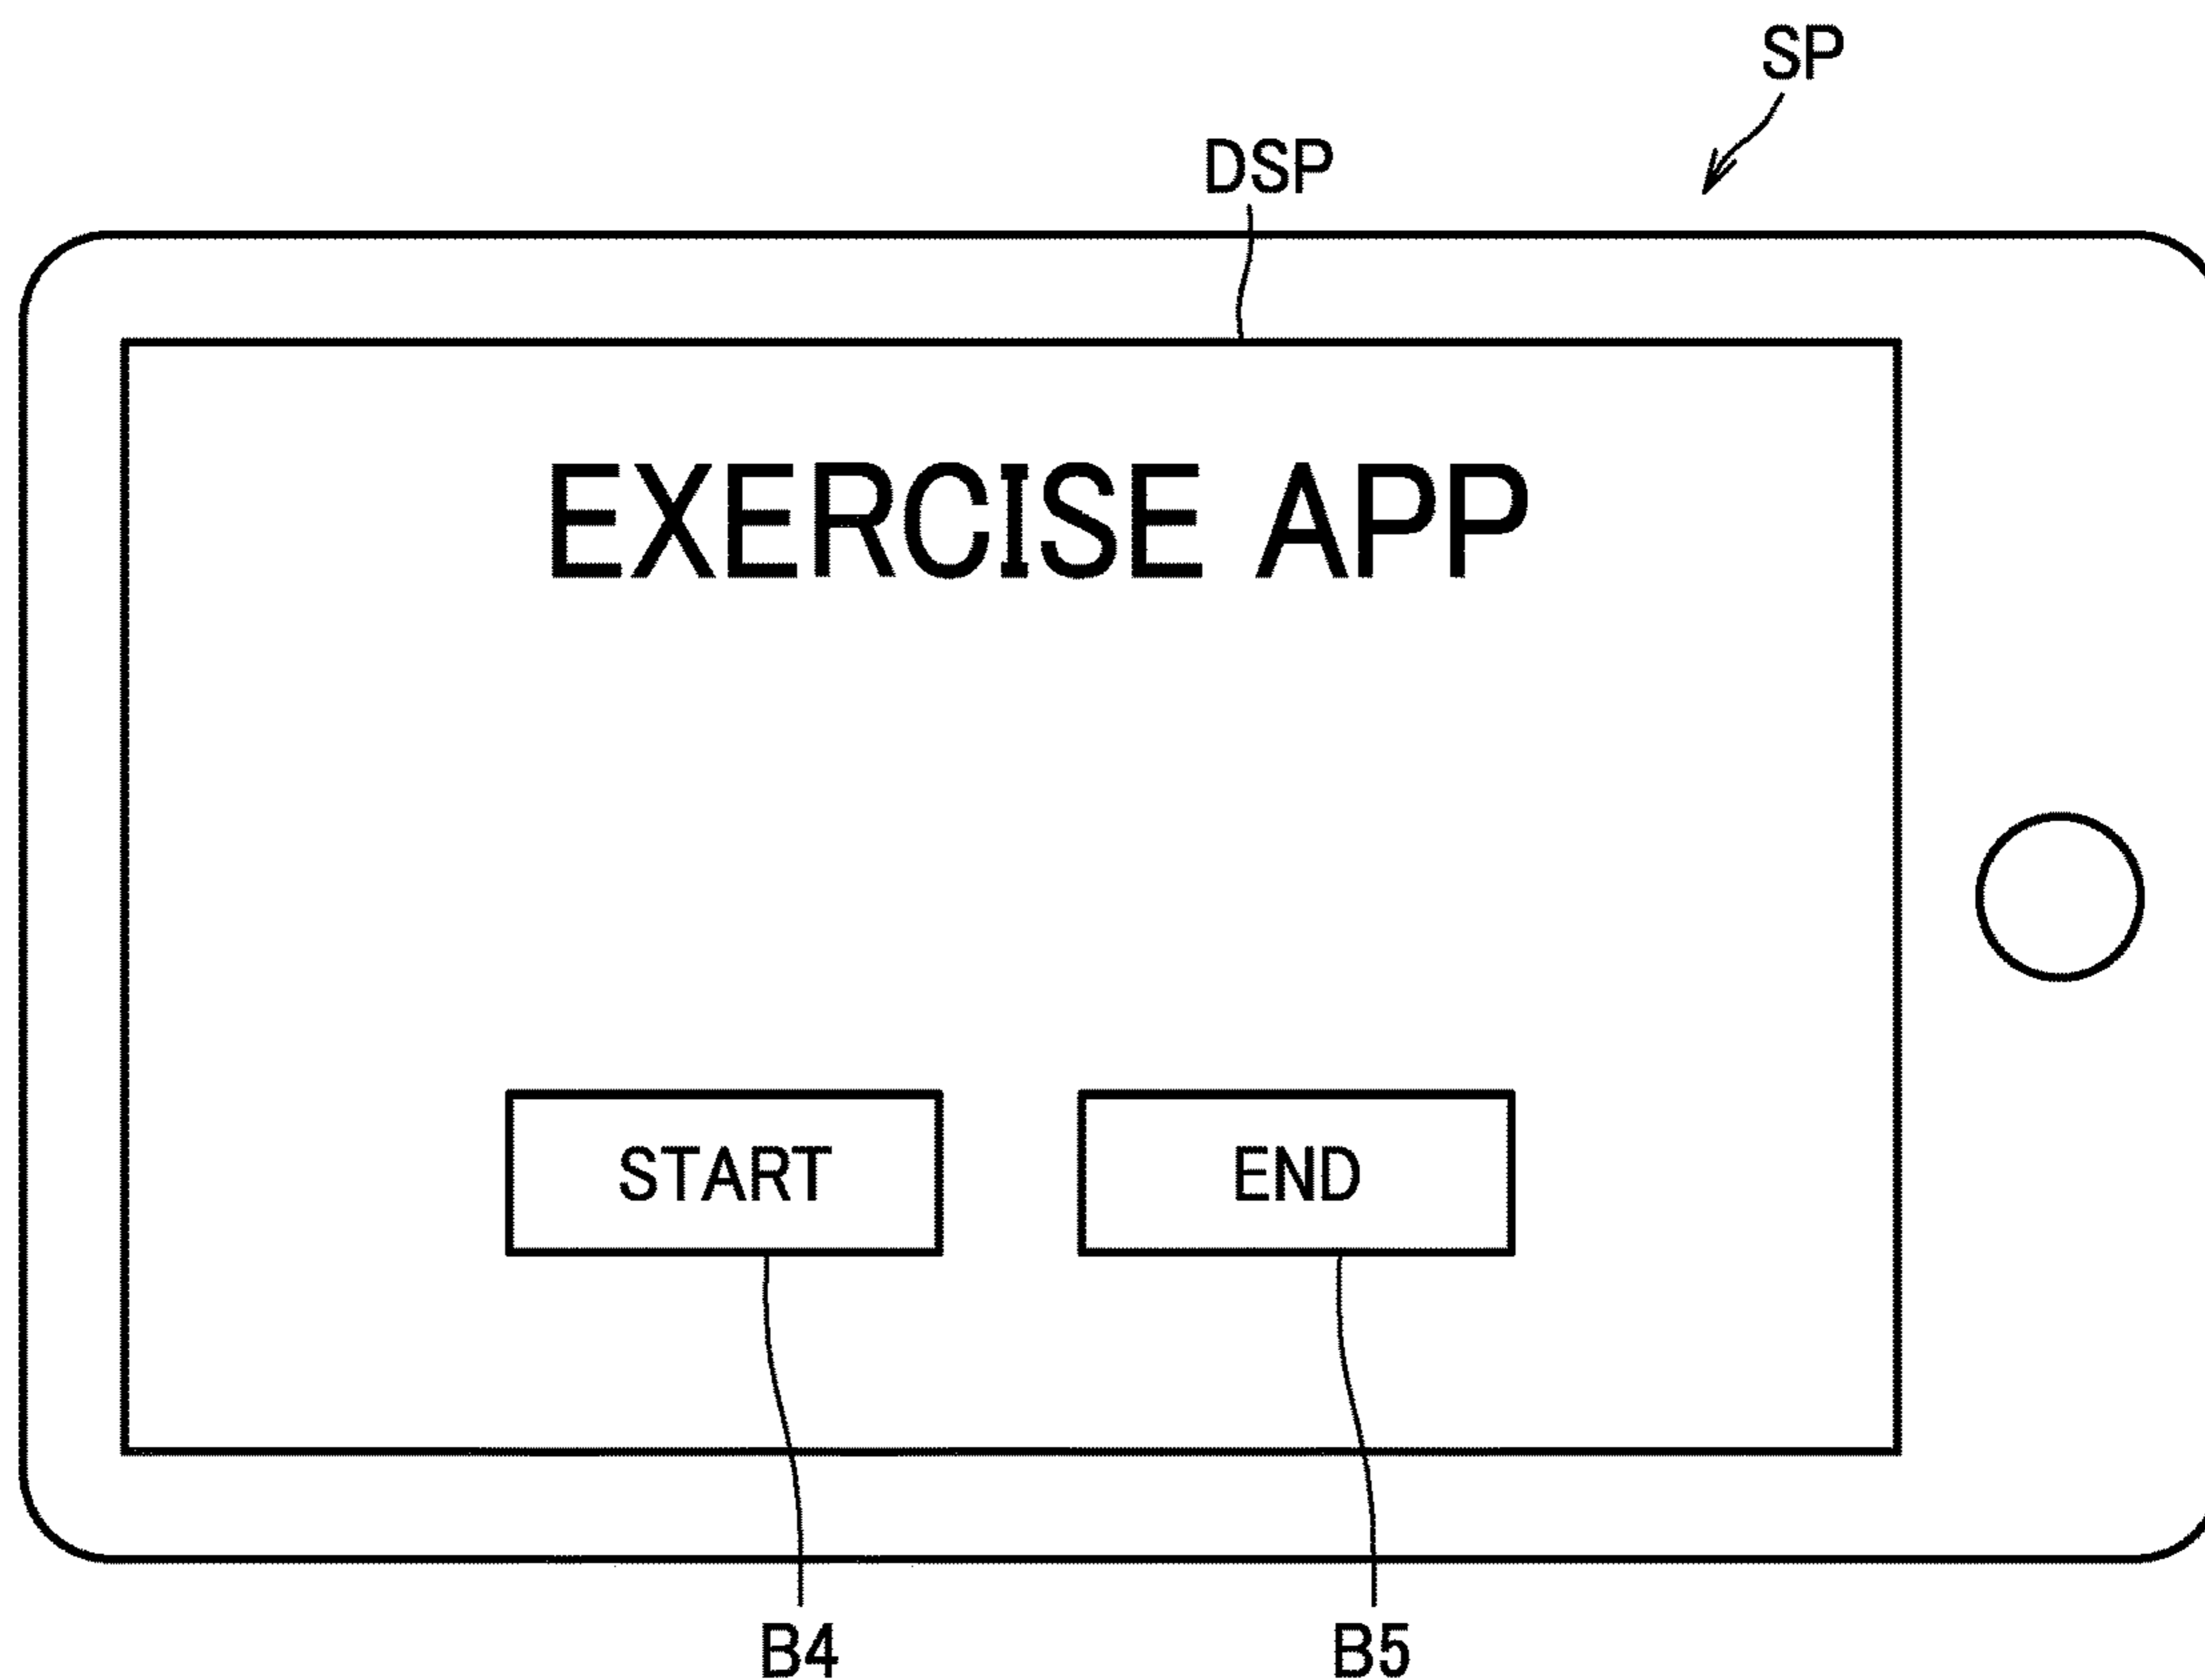 SP
DSP
EXERCISE APP
START
END
B4
B5